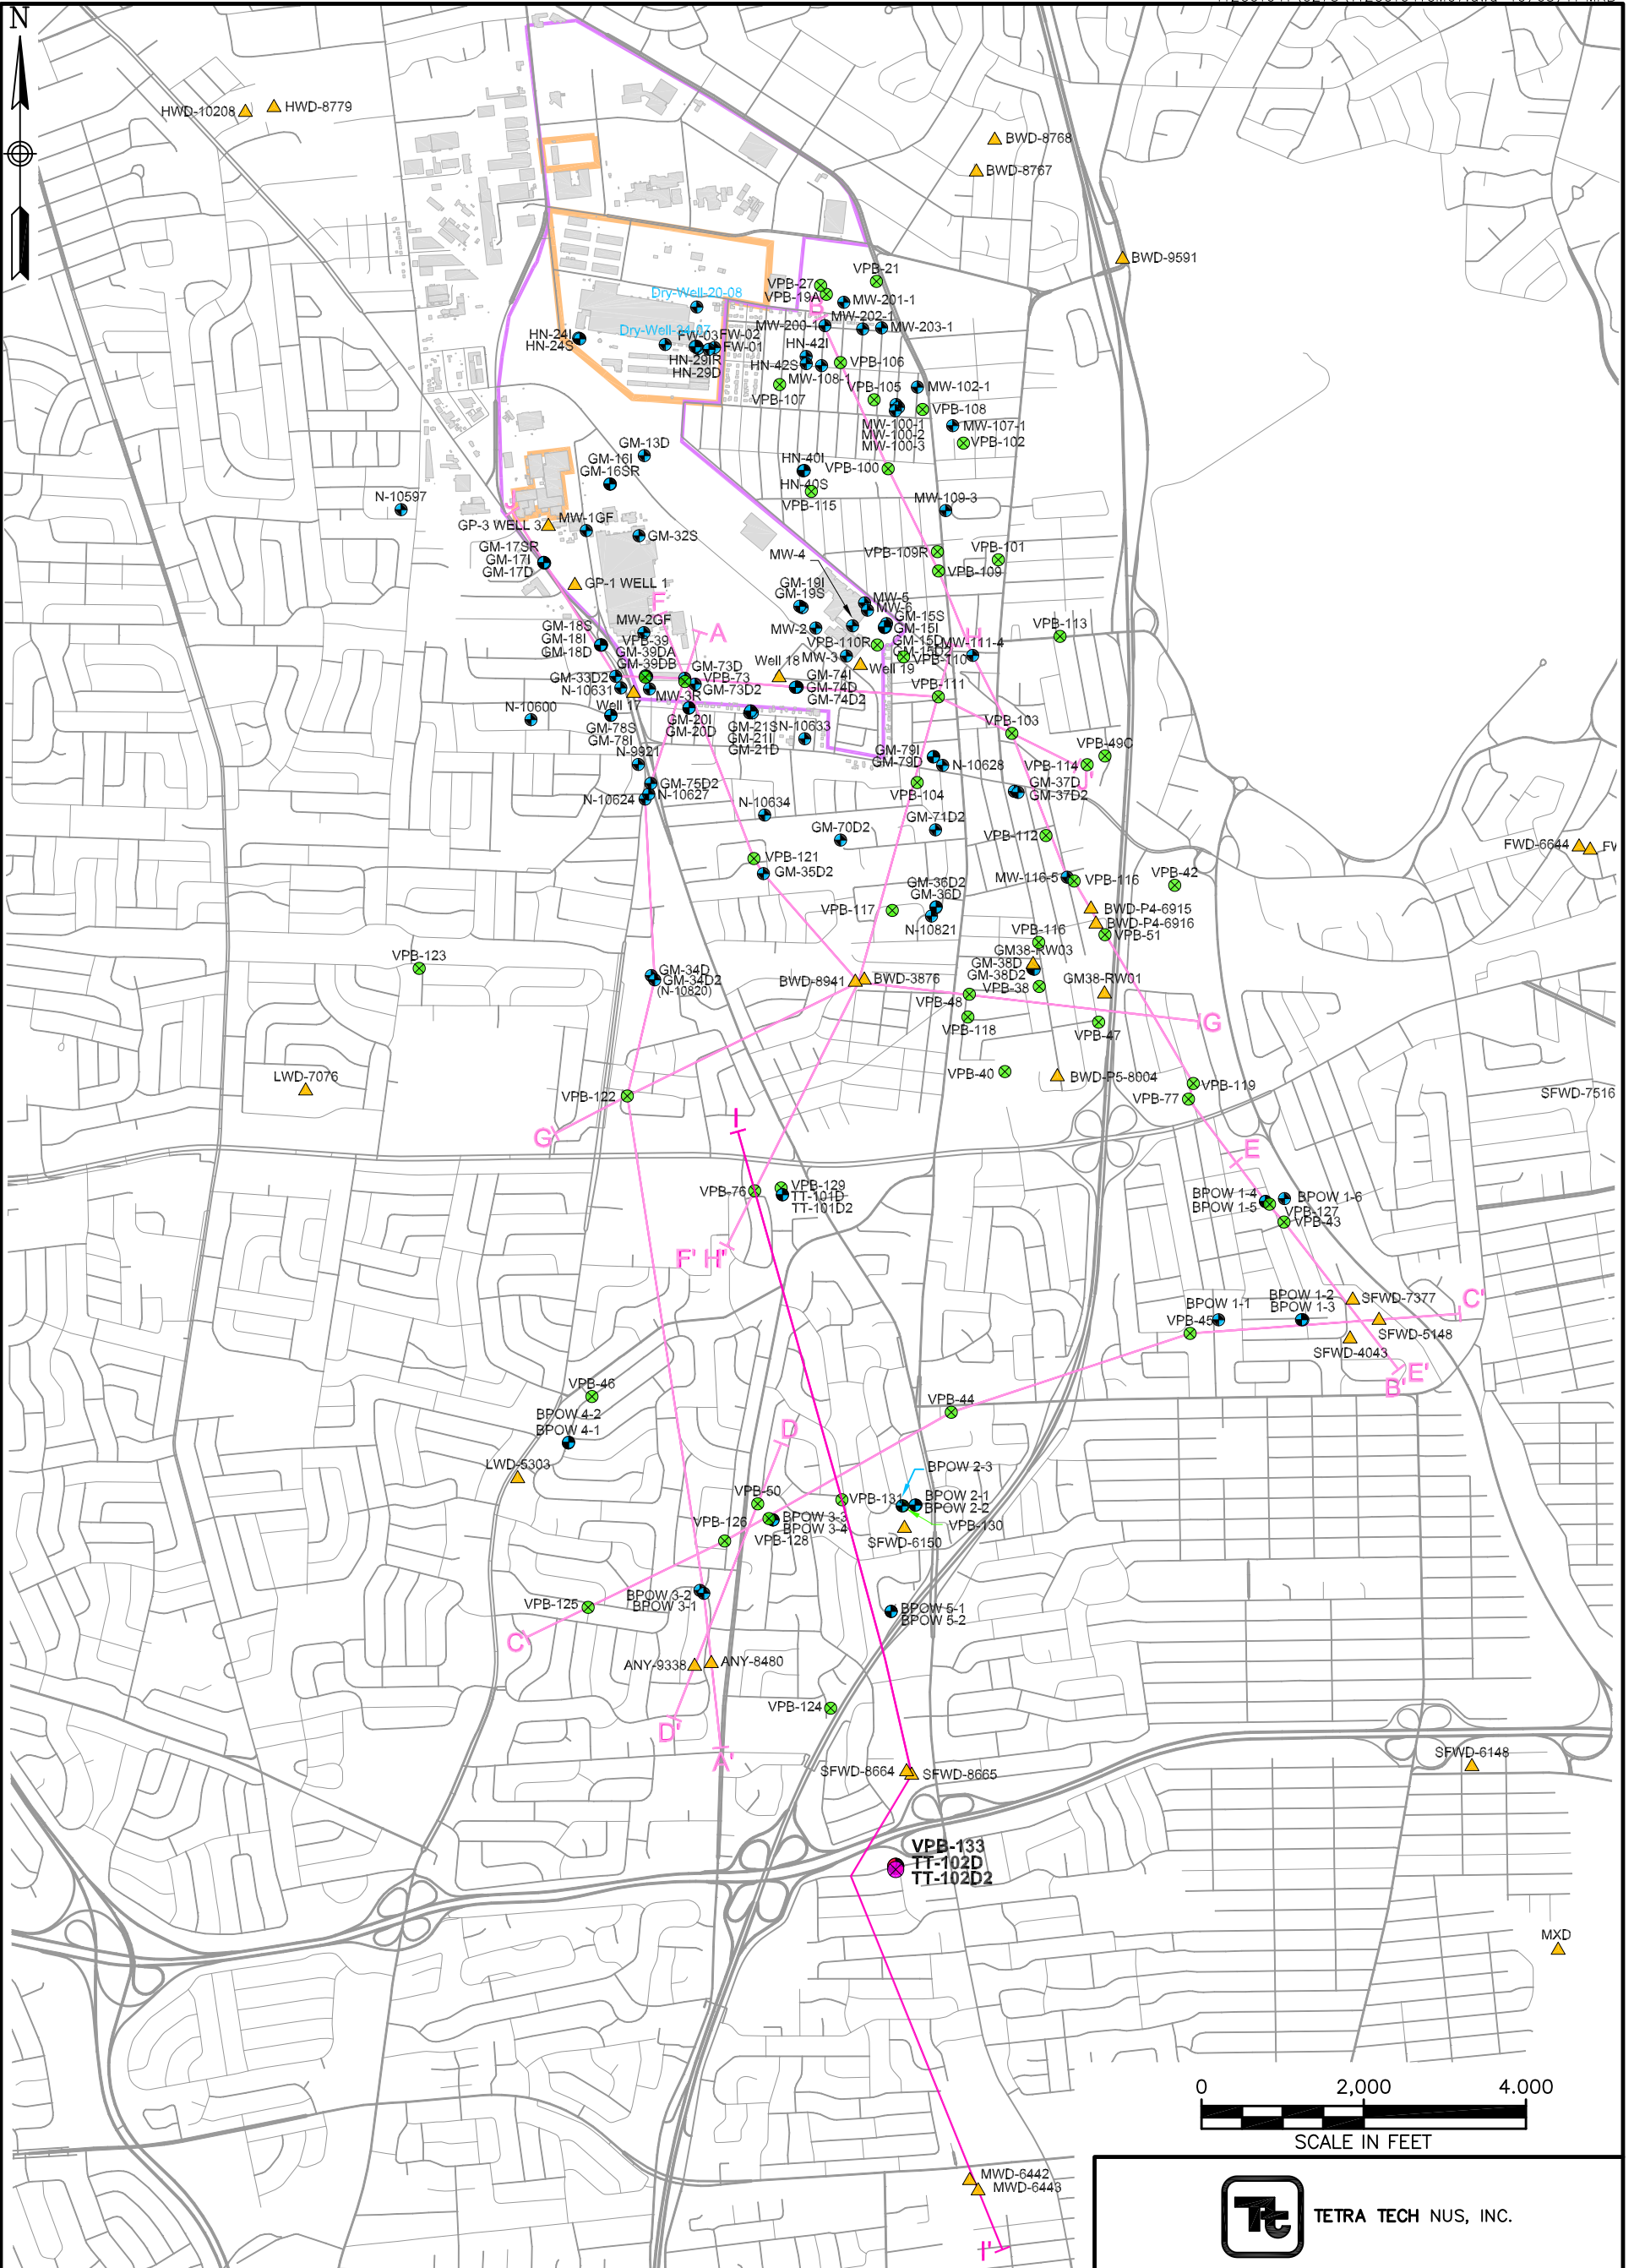 N
HWD-10208
HWD-8779
BWD-8768
BWD-8767
BWD-9591
VPB-21
VPB-27
VPB-19A
Dry-Well-20-08
MW-201-1
B
MW-202-1
MW-200-1
MW-203-1
Dry-Well-24-07
HN-24I
HN-24S
FW-03
FW-02
FW-01
HN-29IR
HN-29D
HN-42I
HN-42S
VPB-106
MW-108-1
VPB-107
VPB-105
MW-102-1
VPB-108
MW-100-1
MW-100-2
MW-100-3
MW-107-1
VPB-102
GM-13D
GM-16I
GM-16SR
HN-40I
HN-40S
VPB-100
VPB-115
N-10597
J
MW-109-3
GP-3 WELL 3
MW-1GF
GM-32S
GM-17SR
GM-17I
GM-17D
MW-4
VPB-109R
VPB-101
VPB-109
GP-1 WELL 1
GM-19I
GM-19S
F
MW-5
MW-6
GM-15S
GM-15I
GM-15D
GM-15D2
MW-2GF
GM-18S
GM-18I
GM-18D
A
MW-2
VPB-110R
H
VPB-113
MW-111-4
VPB-39
GM-39DA
GM-39DB
MW-3
VPB-110
Well 18
Well 19
GM-73D
VPB-73
GM-73D2
GM-33D2
N-10631
MW-3R
Well 17
GM-74I
GM-74D
GM-74D2
VPB-111
N-10600
GM-78S
GM-78I
GM-20I
GM-20D
GM-21S
GM-21I
GM-21D
N-10633
VPB-103
N-9921
GM-79I
GM-79D
N-10628
VPB-49C
VPB-114
J'
GM-75D2
N-10627
N-10624
VPB-104
GM-37D
GM-37D2
N-10634
GM-70D2
GM-71D2
VPB-112
FWD-6644
VPB-121
GM-35D2
MW-116-5
VPB-116
VPB-42
GM-36D2
GM-36D
VPB-117
N-10821
BWD-P4-6915
BWD-P4-6916
VPB-51
VPB-116
VPB-123
GM38-RW03
GM-38D
GM-38D2
GM-34D
GM-34D2
(N-10820)
BWD-8941
BWD-3876
VPB-38
VPB-48
GM38-RW01
VPB-118
G
VPB-47
LWD-7076
VPB-40
BWD-P5-8004
VPB-119
VPB-77
SFWD-7516
VPB-122
I
G
E
VPB-76
VPB-129
TT-101D
TT-101D2
BPOW 1-4
BPOW 1-5
BPOW 1-6
VPB-127
VPB-43
F'
H'
BPOW 1-1
BPOW 1-2
BPOW 1-3
SFWD-7377
C'
VPB-45
SFWD-5148
SFWD-4043
B'
E'
VPB-46
VPB-44
BPOW 4-2
BPOW 4-1
D
LWD-5303
BPOW 2-3
VPB-50
VPB-131
BPOW 2-1
BPOW 2-2
VPB-126
BPOW 3-3
BPOW 3-4
VPB-128
VPB-130
SFWD-6150
VPB-125
BPOW 3-2
BPOW 3-1
BPOW 5-1
BPOW 5-2
C
ANY-9338
ANY-8480
VPB-124
D'
A'
SFWD-8664
SFWD-8665
SFWD-6148
VPB-133
TT-102D
TT-102D2
MXD
0 2,000 4.000
SCALE IN FEET
MWD-6442
MWD-6443
I'
Tt
TETRA TECH NUS, INC.